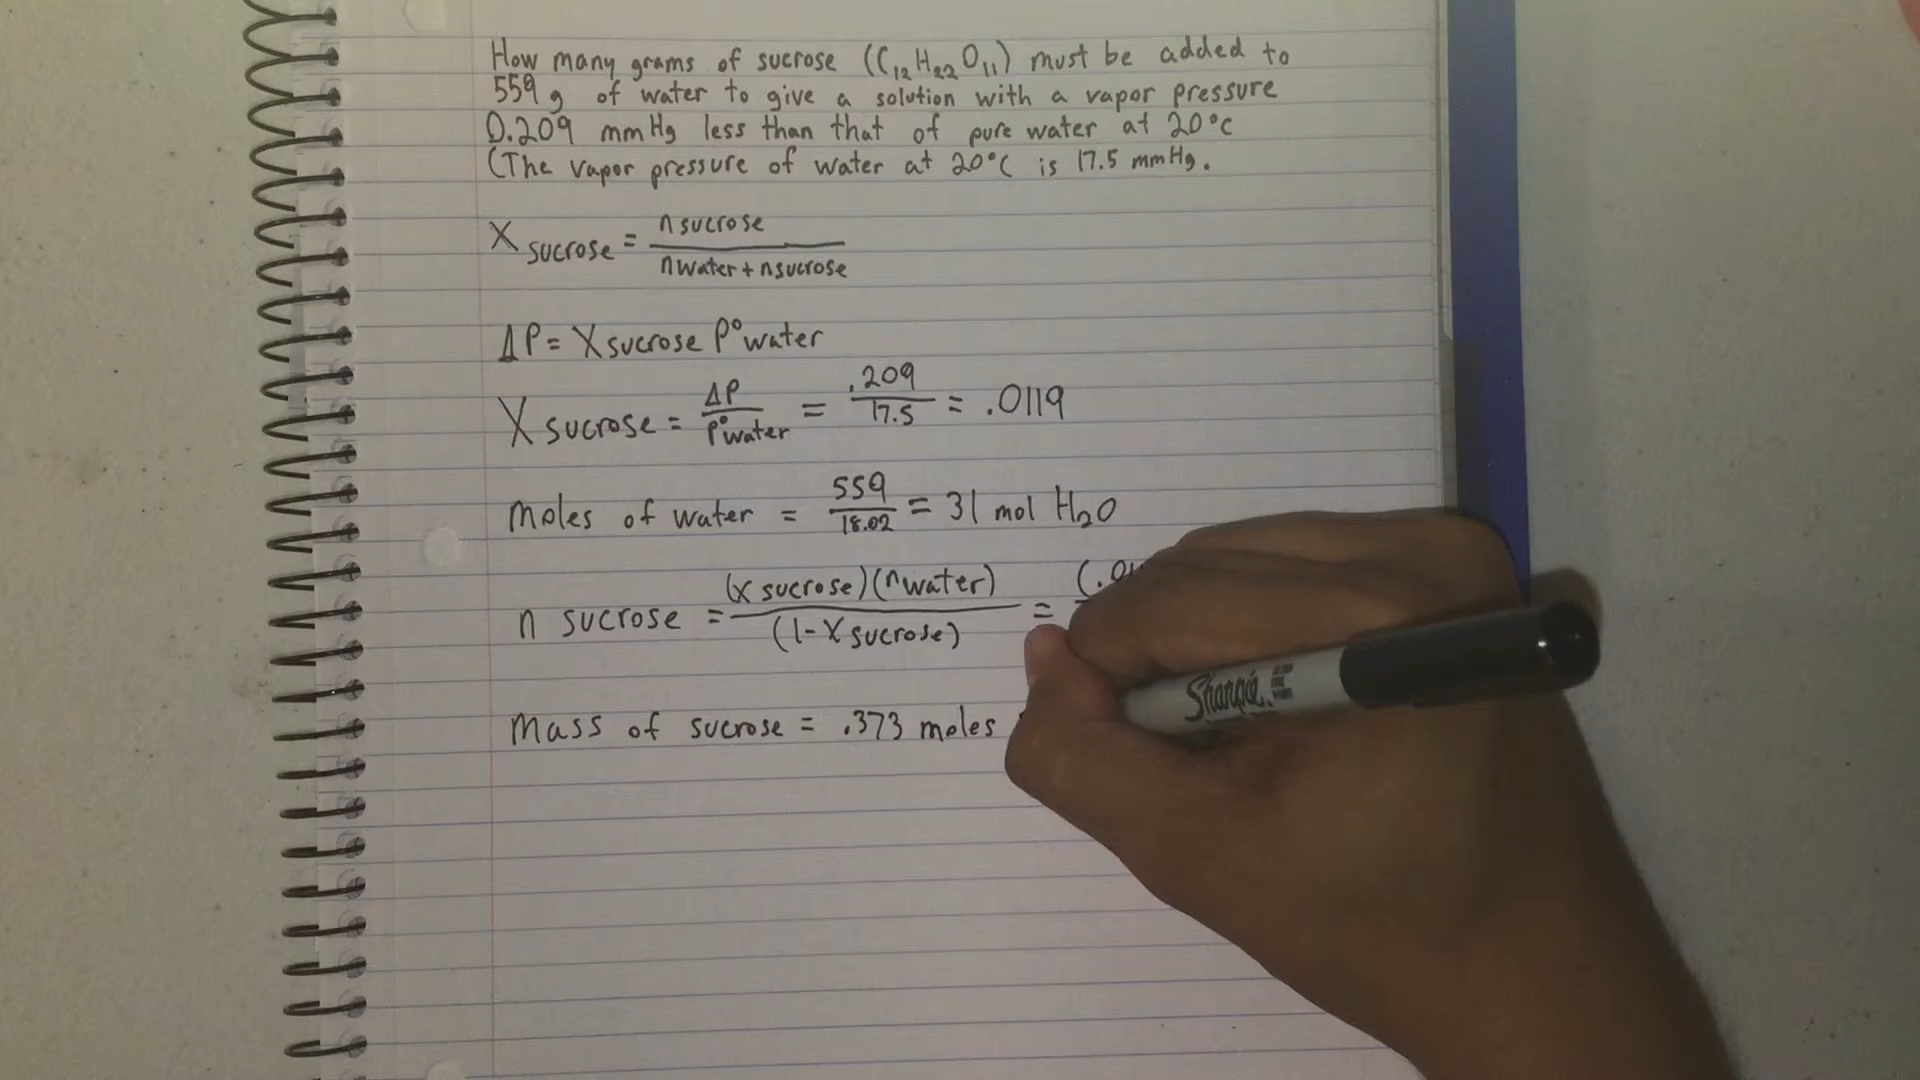 How many grams of sucrose (C₁₂H₂₂O₁₁) must be added to
559 g of water to give a solution with a vapor pressure
0.209 mmHg less than that of pure water at 20°C
(The vapor pressure of water at 20°C is 17.5 mmHg.
X sucrose = n sucrose / n water + n sucrose
ΔP = X sucrose P° water
X sucrose = ΔP / P° water = .209 / 17.5 = .0119
moles of water = 559 / 18.02 = 31 mol H₂O
n sucrose = (x sucrose)(n water) / (1 - X sucrose) =
mass of sucrose = .373 moles
Sharpie